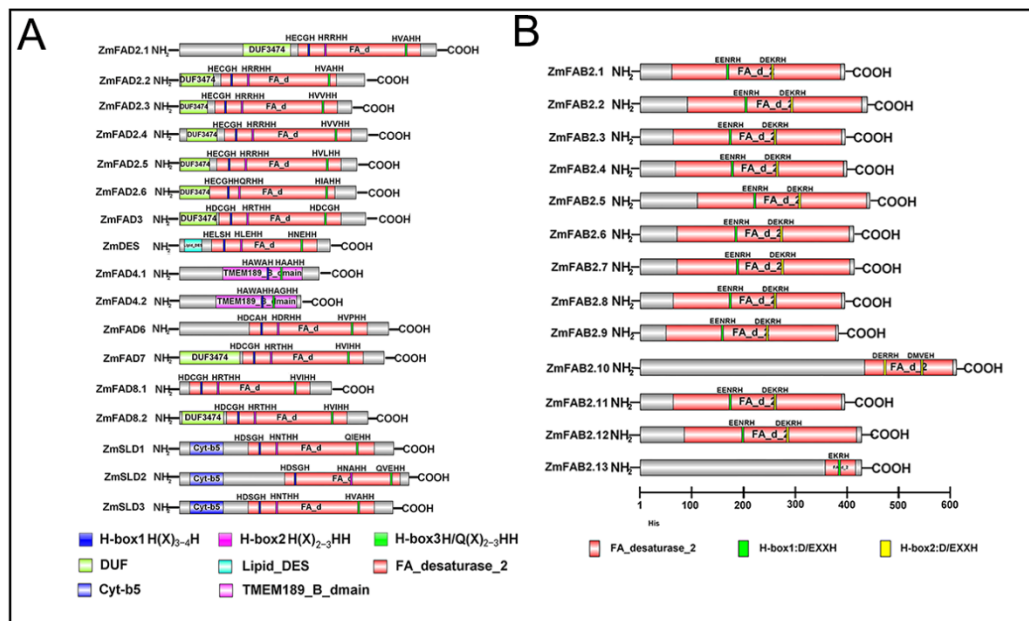 A
HECGH HRRHH HVAHH
ZmFAD2.1 NH2 DUF3474 FA_d COOH
HECGH HRRHH HVAHH
ZmFAD2.2 NH2 DUF3474 FA_d COOH
HECGH HRRHH HVVHH
ZmFAD2.3 NH2 DUF3474 FA_d COOH
HECGH HRRHH HVVHH
ZmFAD2.4 NH2 DUF3474 FA_d COOH
HECGH HRRHH HVLHH
ZmFAD2.5 NH2 DUF3474 FA_d COOH
HECGHHQRHH HIAHH
ZmFAD2.6 NH2 DUF3474 FA_d COOH
HDCGH HRTHH HDCGH
ZmFAD3 NH2 DUF3474 FA_d COOH
HELSH HLEHH HNEHH
ZmDES NH2 Lipid_DES FA_d COOH
HAWAH HAAHH
ZmFAD4.1 NH2 TMEM189_B_dmain COOH
HAWAHHAGHH
ZmFAD4.2 NH2 TMEM189_B_dmain COOH
HDCAH HDRHH HVPHH
ZmFAD6 NH2 FA_d COOH
HDCGH HRTHH HVIHH
ZmFAD7 NH2 DUF3474 FA_d COOH
HDCGH HRTHH HVIHH
ZmFAD8.1 NH2 FA_d COOH
HDCGH HRTHH HVIHH
ZmFAD8.2 NH2 DUF3474 FA_d COOH
HDSGH HNTHH QIEHH
ZmSLD1 NH2 Cyt-b5 FA_d COOH
HDSGH HNAHH QVEHH
ZmSLD2 NH2 Cyt-b5 FA_d COOH
HDSGH HNTHH HVAHH
ZmSLD3 NH2 Cyt-b5 FA_d COOH
H-box1 H(X)3-4H H-box2 H(X)2-3HH H-box3H/Q(X)2-3HH
DUF Lipid_DES FA_desaturase_2
Cyt-b5 TMEM189_B_dmain
B
EENRH DEKRH
ZmFAB2.1 NH2 FA_d_2 COOH
EENRH DEKRH
ZmFAB2.2 NH2 FA_d_2 COOH
EENRH DEKRH
ZmFAB2.3 NH2 FA_d_2 COOH
EENRH DEKRH
ZmFAB2.4 NH2 FA_d_2 COOH
EENRH DEKRH
ZmFAB2.5 NH2 FA_d_2 COOH
EENRH DEKRH
ZmFAB2.6 NH2 FA_d_2 COOH
EENRH DEKRH
ZmFAB2.7 NH2 FA_d_2 COOH
EENRH DEKRH
ZmFAB2.8 NH2 FA_d_2 COOH
EENRH DEKRH
ZmFAB2.9 NH2 FA_d_2 COOH
DERRH DMVEH
ZmFAB2.10 NH2 FA_d_2 COOH
EENRH DEKRH
ZmFAB2.11 NH2 FA_d_2 COOH
EENRH DEKRH
ZmFAB2.12 NH2 FA_d_2 COOH
EKRH
ZmFAB2.13 NH2 COOH
1 100 200 300 400 500 600
His
FA_desaturase_2 H-box1:D/EXXH H-box2:D/EXXH